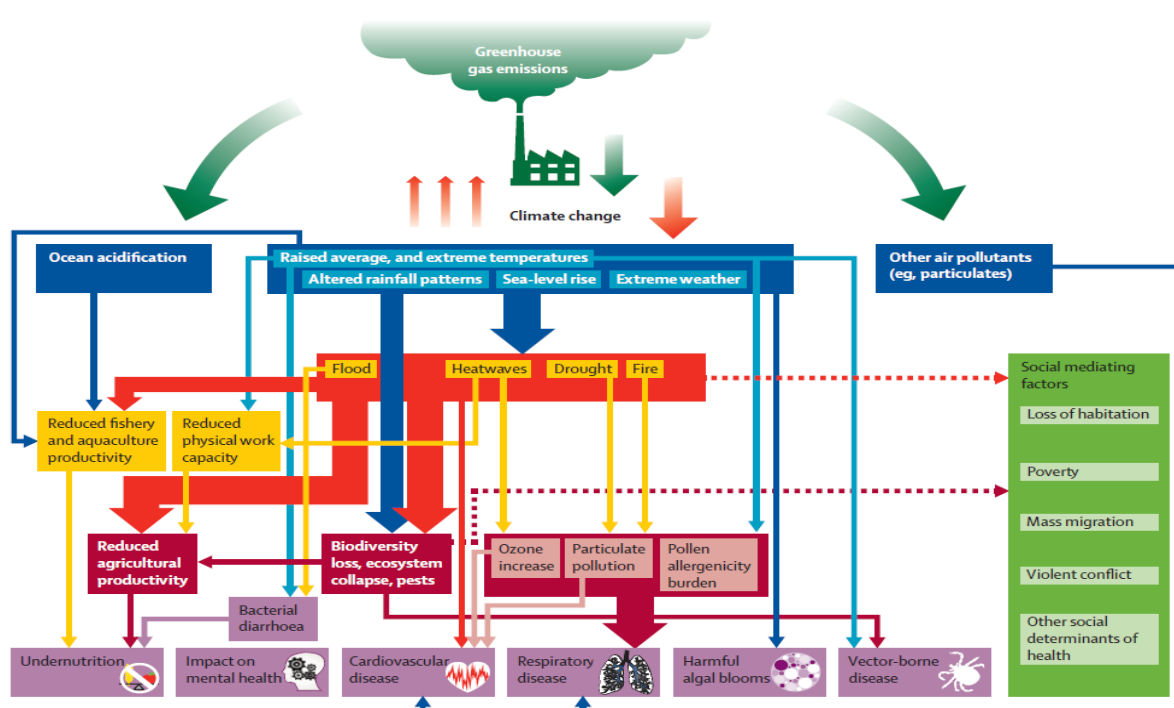 Greenhouse
gas emissions
Climate change
Ocean acidification
Raised average, and extreme temperatures
Altered rainfall patterns
Sea-level rise
Extreme weather
Other air pollutants
(eg, particulates)
Flood
Heatwaves
Drought
Fire
Social mediating
factors
Loss of habitation
Poverty
Mass migration
Violent conflict
Other social
determinants of
health
Reduced fishery
and aquaculture
productivity
Reduced
physical work
capacity
Reduced
agricultural
productivity
Biodiversity
loss, ecosystem
collapse, pests
Ozone
increase
Particulate
pollution
Pollen
allergenicity
burden
Bacterial
diarrhoea
Undernutrition
Impact on
mental health
Cardiovascular
disease
Respiratory
disease
Harmful
algal blooms
Vector-borne
disease